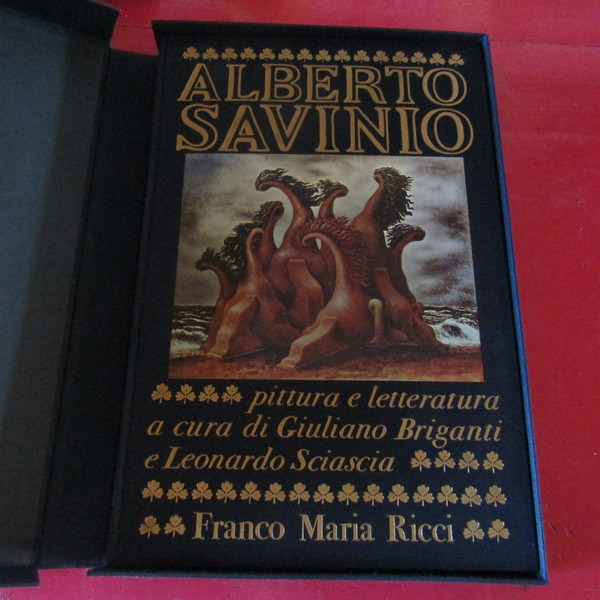 ALBERTO
SAVINIO
pittura e letteratura
a cura di Giuliano Briganti
e Leonardo Sciascia
Franco Maria Ricci